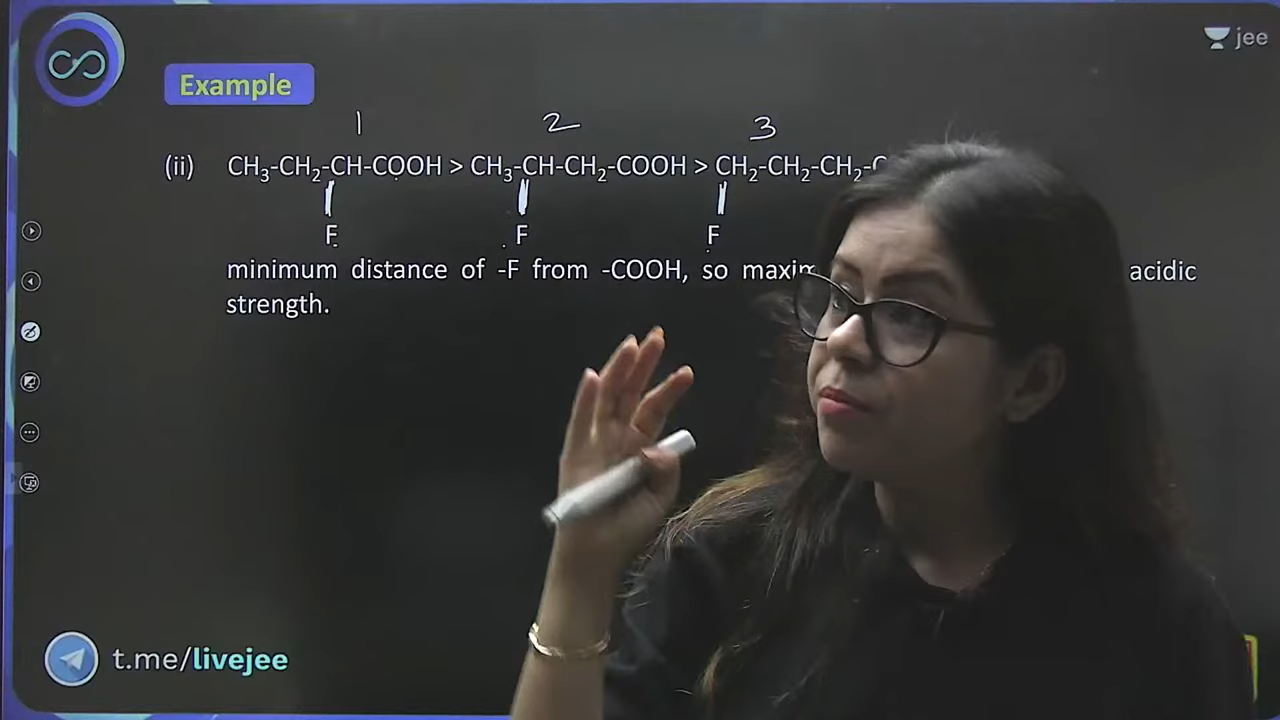 jee
Example
1 2 3
(ii) CH₃-CH₂-CH-COOH > CH₃-CH-CH₂-COOH > CH₂-CH₂-CH₂-
F F F
minimum distance of -F from -COOH, so acidic
strength.
t.me/livejee